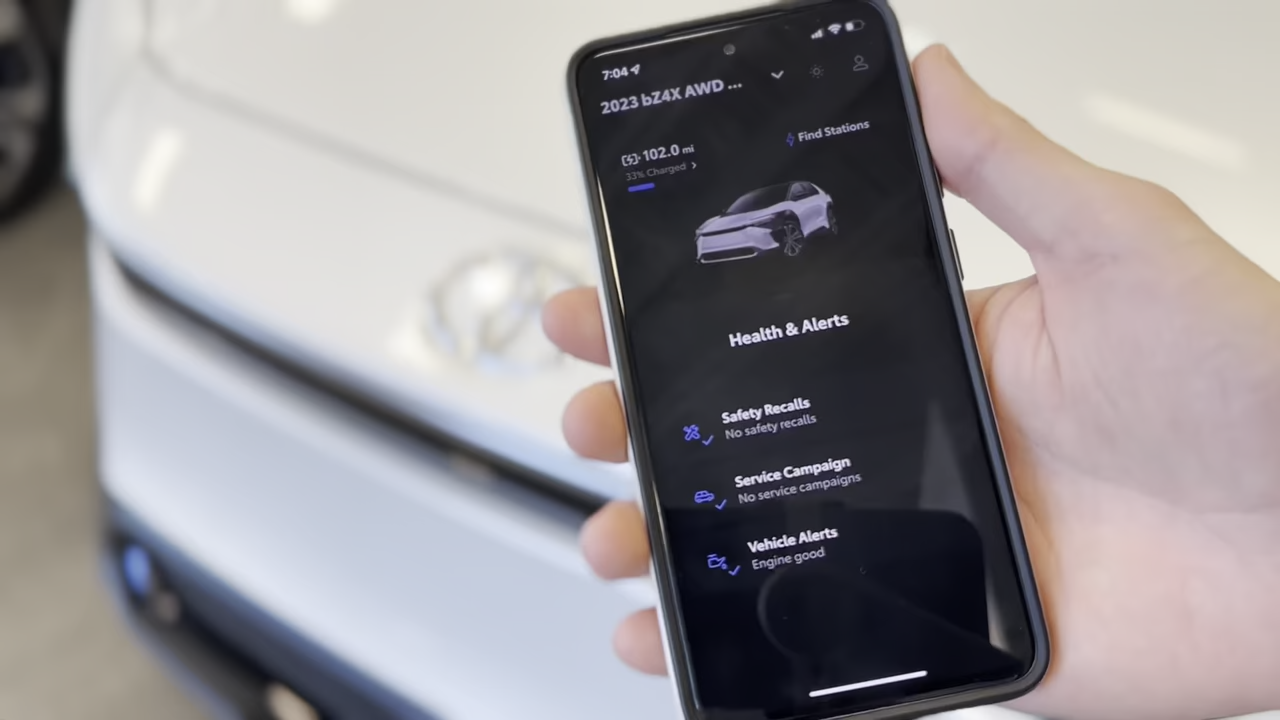 7:04
2023 bZ4X AWD ...
Find Stations
102.0 mi
33% Charged >
Health & Alerts
Safety Recalls
No safety recalls
Service Campaign
No service campaigns
Vehicle Alerts
Engine good